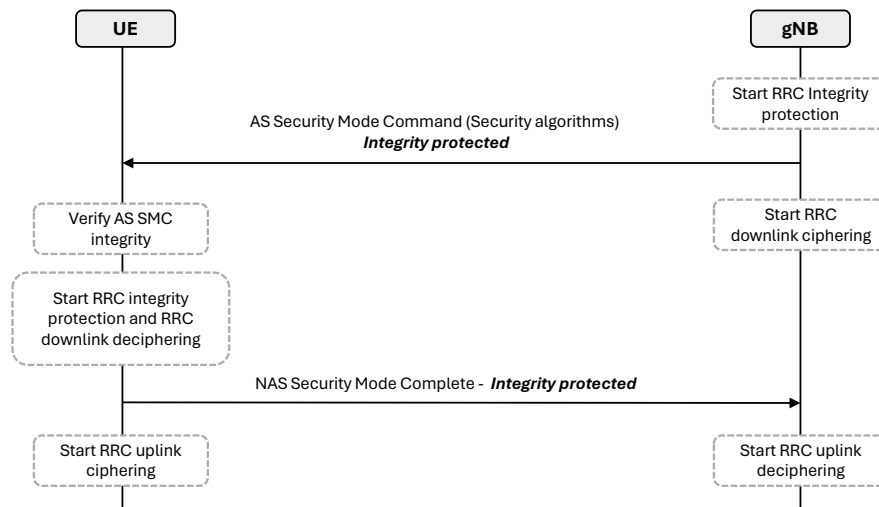 UE
gNB
Start RRC Integrity
protection
AS Security Mode Command (Security algorithms)
Integrity protected
Verify AS SMC
integrity
Start RRC
downlink ciphering
Start RRC integrity
protection and RRC
downlink deciphering
NAS Security Mode Complete - Integrity protected
Start RRC uplink
ciphering
Start RRC uplink
deciphering